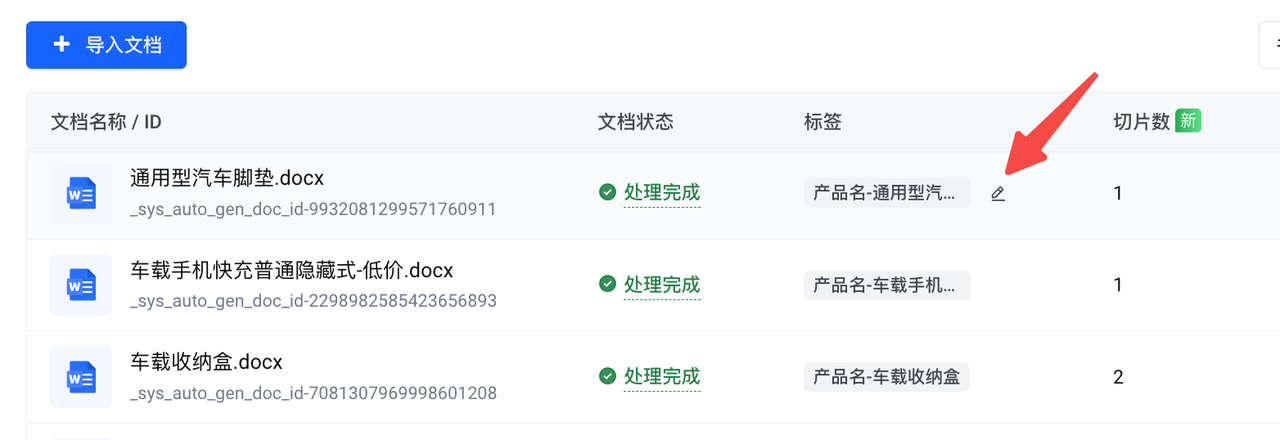 + 导入文档
文档名称 / ID
文档状态
标签
切片数 新
通用型汽车脚垫.docx
_sys_auto_gen_doc_id-9932081299571760911
处理完成
产品名-通用型汽...
1
车载手机快充普通隐藏式-低价.docx
_sys_auto_gen_doc_id-2298982585423656893
处理完成
产品名-车载手机...
1
车载收纳盒.docx
_sys_auto_gen_doc_id-7081307969998601208
处理完成
产品名-车载收纳盒
2